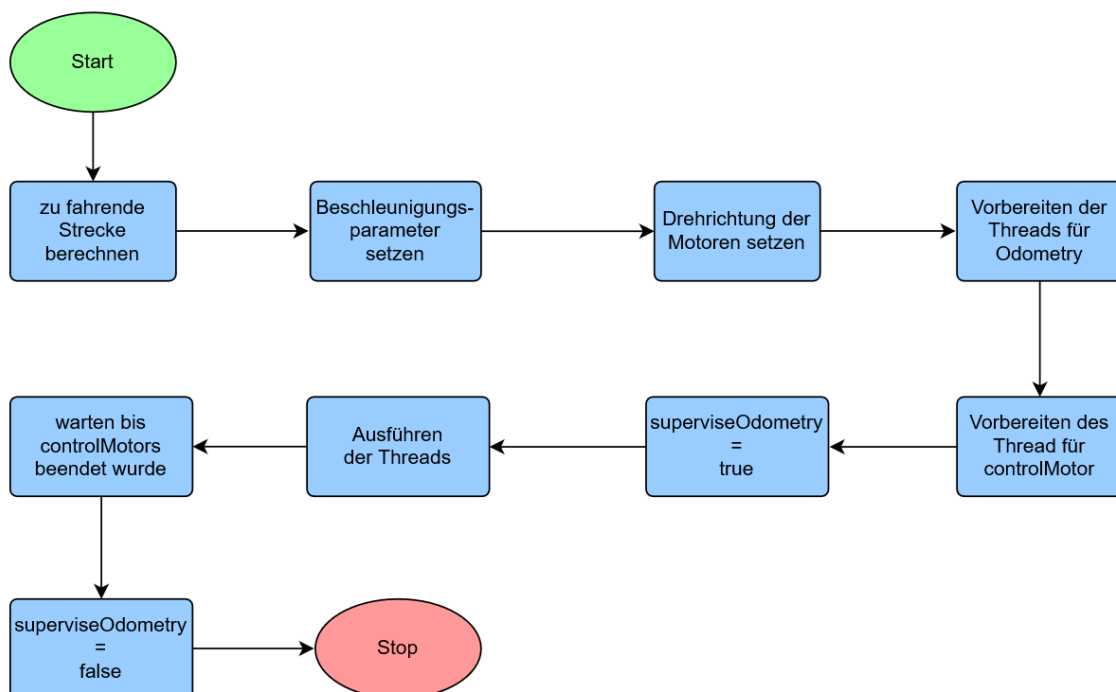 Start
zu fahrende
Strecke
berechnen
Beschleunigungs-
parameter
setzen
Drehrichtung der
Motoren setzen
Vorbereiten der
Threads für
Odometry
Vorbereiten des
Thread für
controlMotor
superviseOdometry
=
true
Ausführen
der Threads
warten bis
controlMotors
beendet wurde
superviseOdometry
=
false
Stop